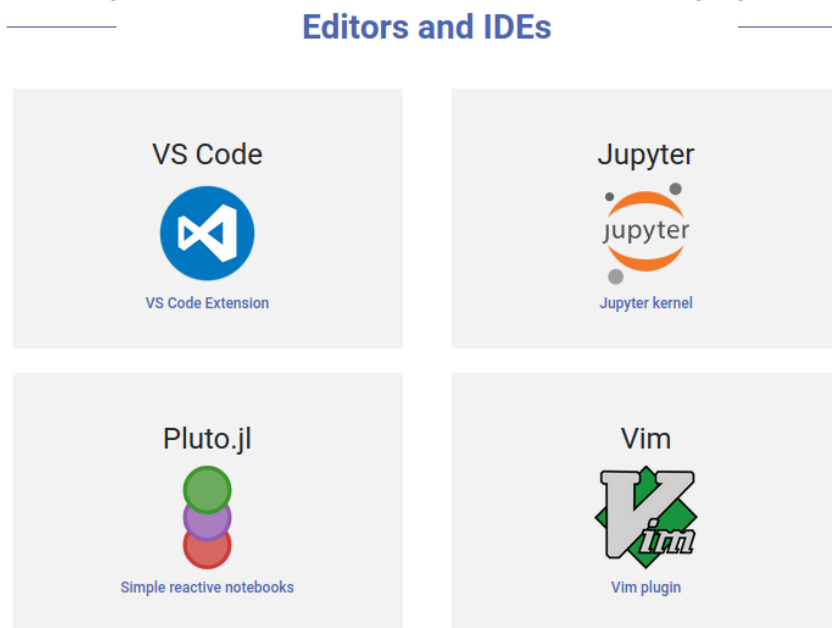 Editors and IDEs
VS Code
VS Code Extension
Jupyter
jupyter
Jupyter kernel
Pluto.jl
Simple reactive notebooks
Vim
Vim
Vim plugin